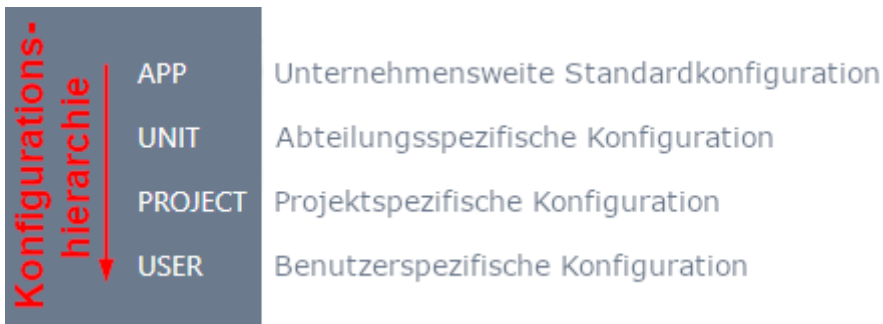 Konfigurations-
hierarchie
APP Unternehmensweite Standardkonfiguration
UNIT Abteilungsspezifische Konfiguration
PROJECT Projektspezifische Konfiguration
USER Benutzerspezifische Konfiguration